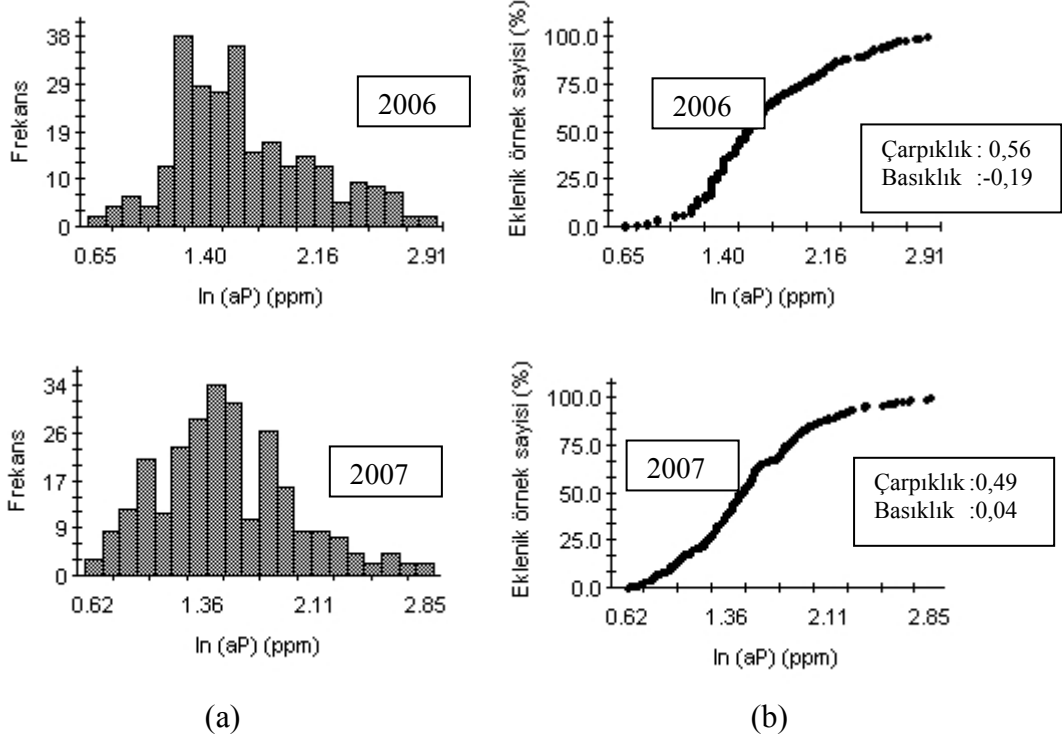 Frekans
38
29
19
10
0
0.65
1.40
2.16
2.91
ln (aP) (ppm)
2006
Eklenik örnek sayisi (%)
100.0
75.0
50.0
25.0
0.0
0.65
1.40
2.16
2.91
ln (aP) (ppm)
2006
Çarpıklık : 0,56
Basıklık :-0,19
Frekans
34
26
17
9
0
0.62
1.36
2.11
2.85
ln (aP) (ppm)
2007
Eklenik örnek sayisi (%)
100.0
75.0
50.0
25.0
0.0
0.62
1.36
2.11
2.85
ln (aP) (ppm)
2007
Çarpıklık :0,49
Basıklık :0,04
(a)
(b)